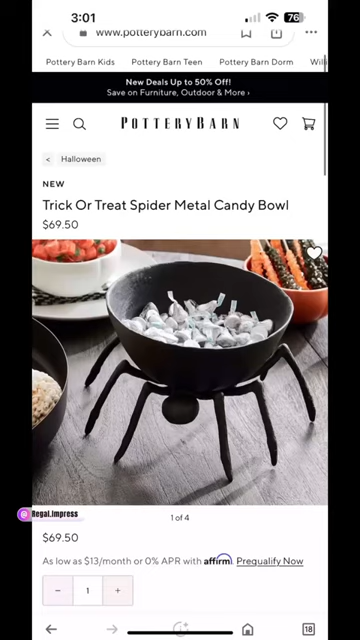 3:01
76
www.potterybarn.com
Pottery Barn Kids Pottery Barn Teen Pottery Barn Dorm Willi
New Deals Up to 50% Off!
Save on Furniture, Outdoor & More ›
POTTERYBARN
< Halloween
NEW
Trick Or Treat Spider Metal Candy Bowl
$69.50
@ Regal.Impress
1 of 4
$69.50
As low as $13/month or 0% APR with affirm. Prequalify Now
− 1 +
18